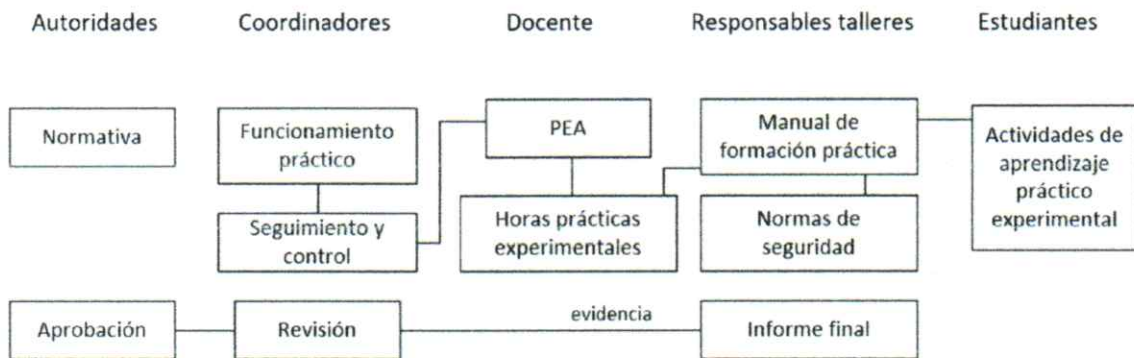 Autoridades
Coordinadores
Docente
Responsables talleres
Estudiantes
Normativa
Funcionamiento
práctico
Seguimiento y
control
PEA
Horas prácticas
experimentales
Manual de
formación práctica
Normas de
seguridad
Actividades de
aprendizaje
práctico
experimental
Aprobación
Revisión
evidencia
Informe final